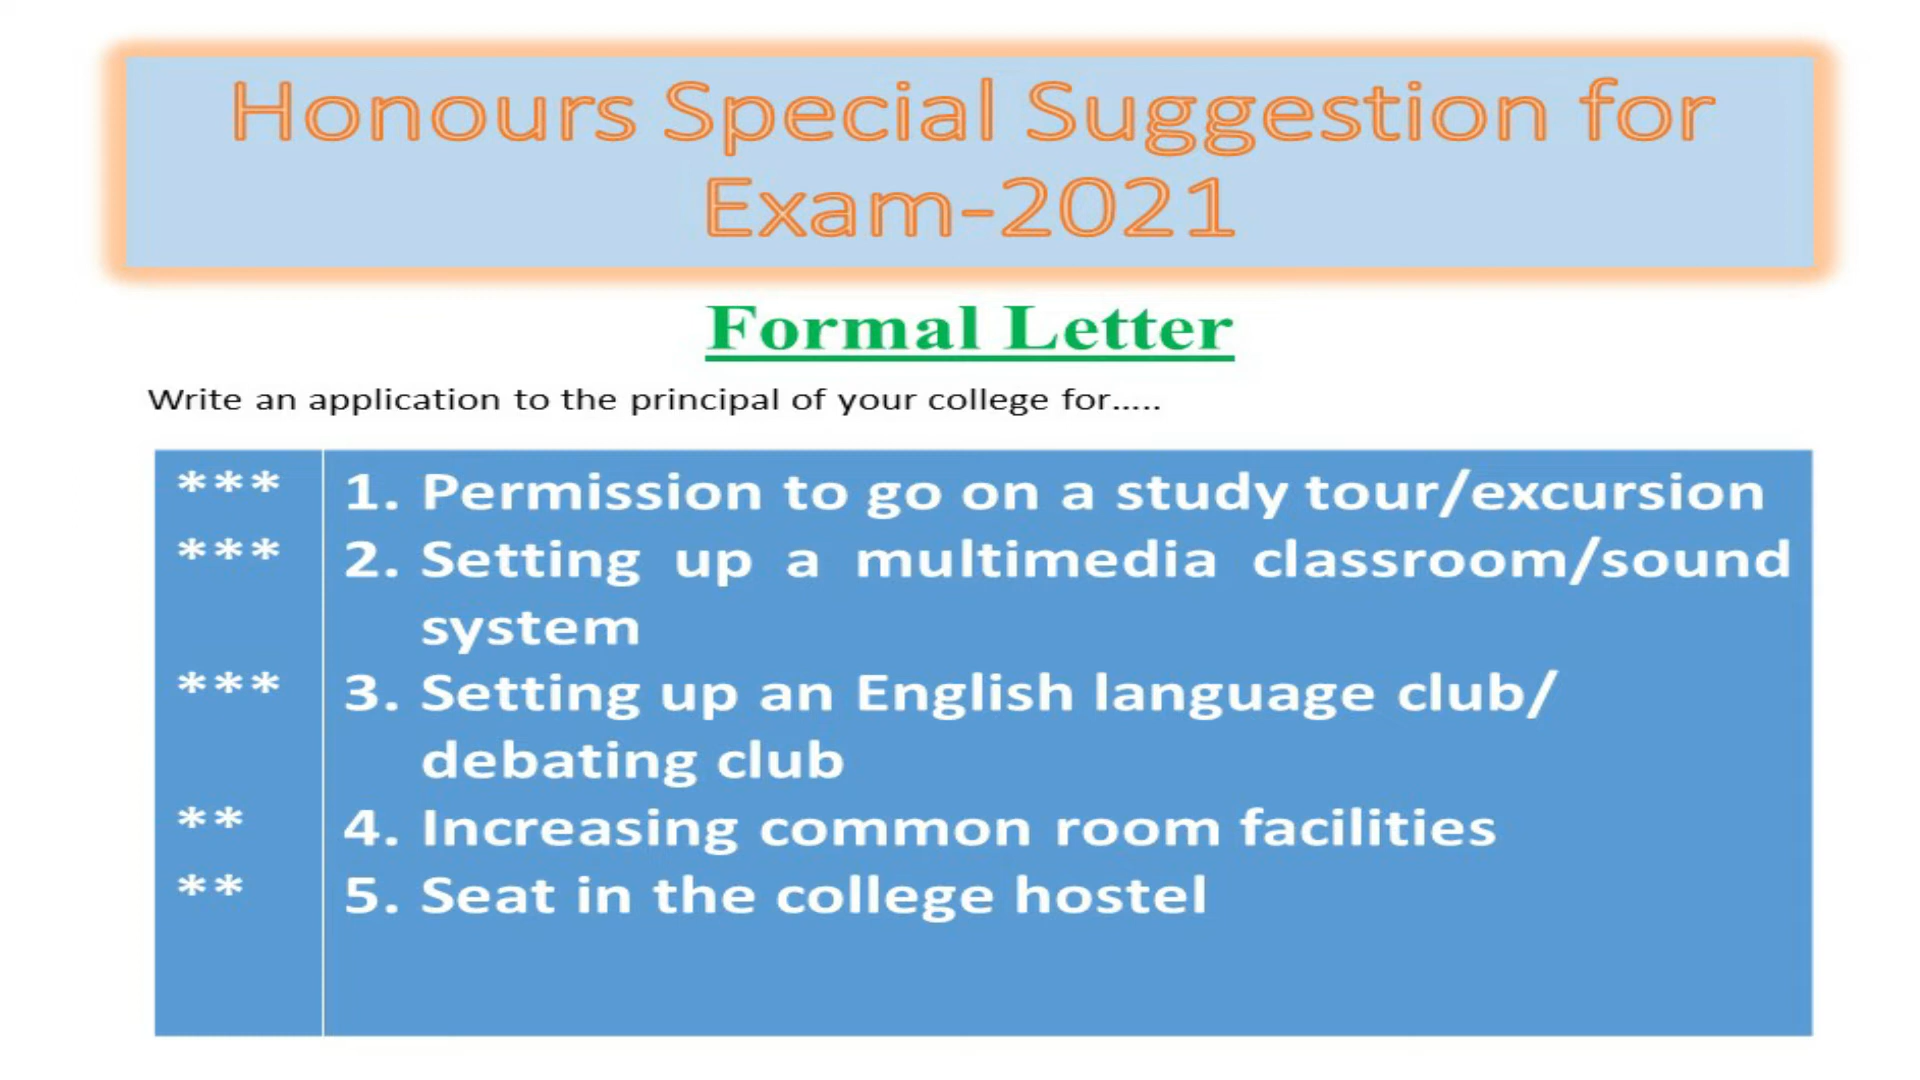 Honours Special Suggestion for
Exam-2021
Formal Letter
Write an application to the principal of your college for.....
*** 1. Permission to go on a study tour/excursion
*** 2. Setting up a multimedia classroom/sound
system
*** 3. Setting up an English language club/
debating club
** 4. Increasing common room facilities
** 5. Seat in the college hostel